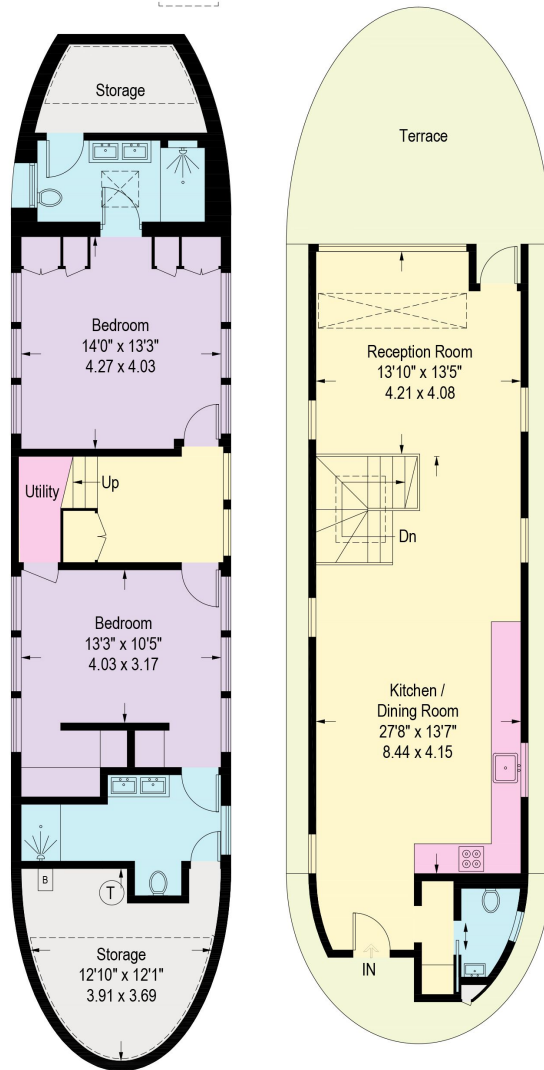 Storage
Bedroom
14'0" x 13'3"
4.27 x 4.03
Utility
Up
Bedroom
13'3" x 10'5"
4.03 x 3.17
B
T
Storage
12'10" x 12'1"
3.91 x 3.69
Terrace
Reception Room
13'10" x 13'5"
4.21 x 4.08
Dn
Kitchen /
Dining Room
27'8" x 13'7"
8.44 x 4.15
IN